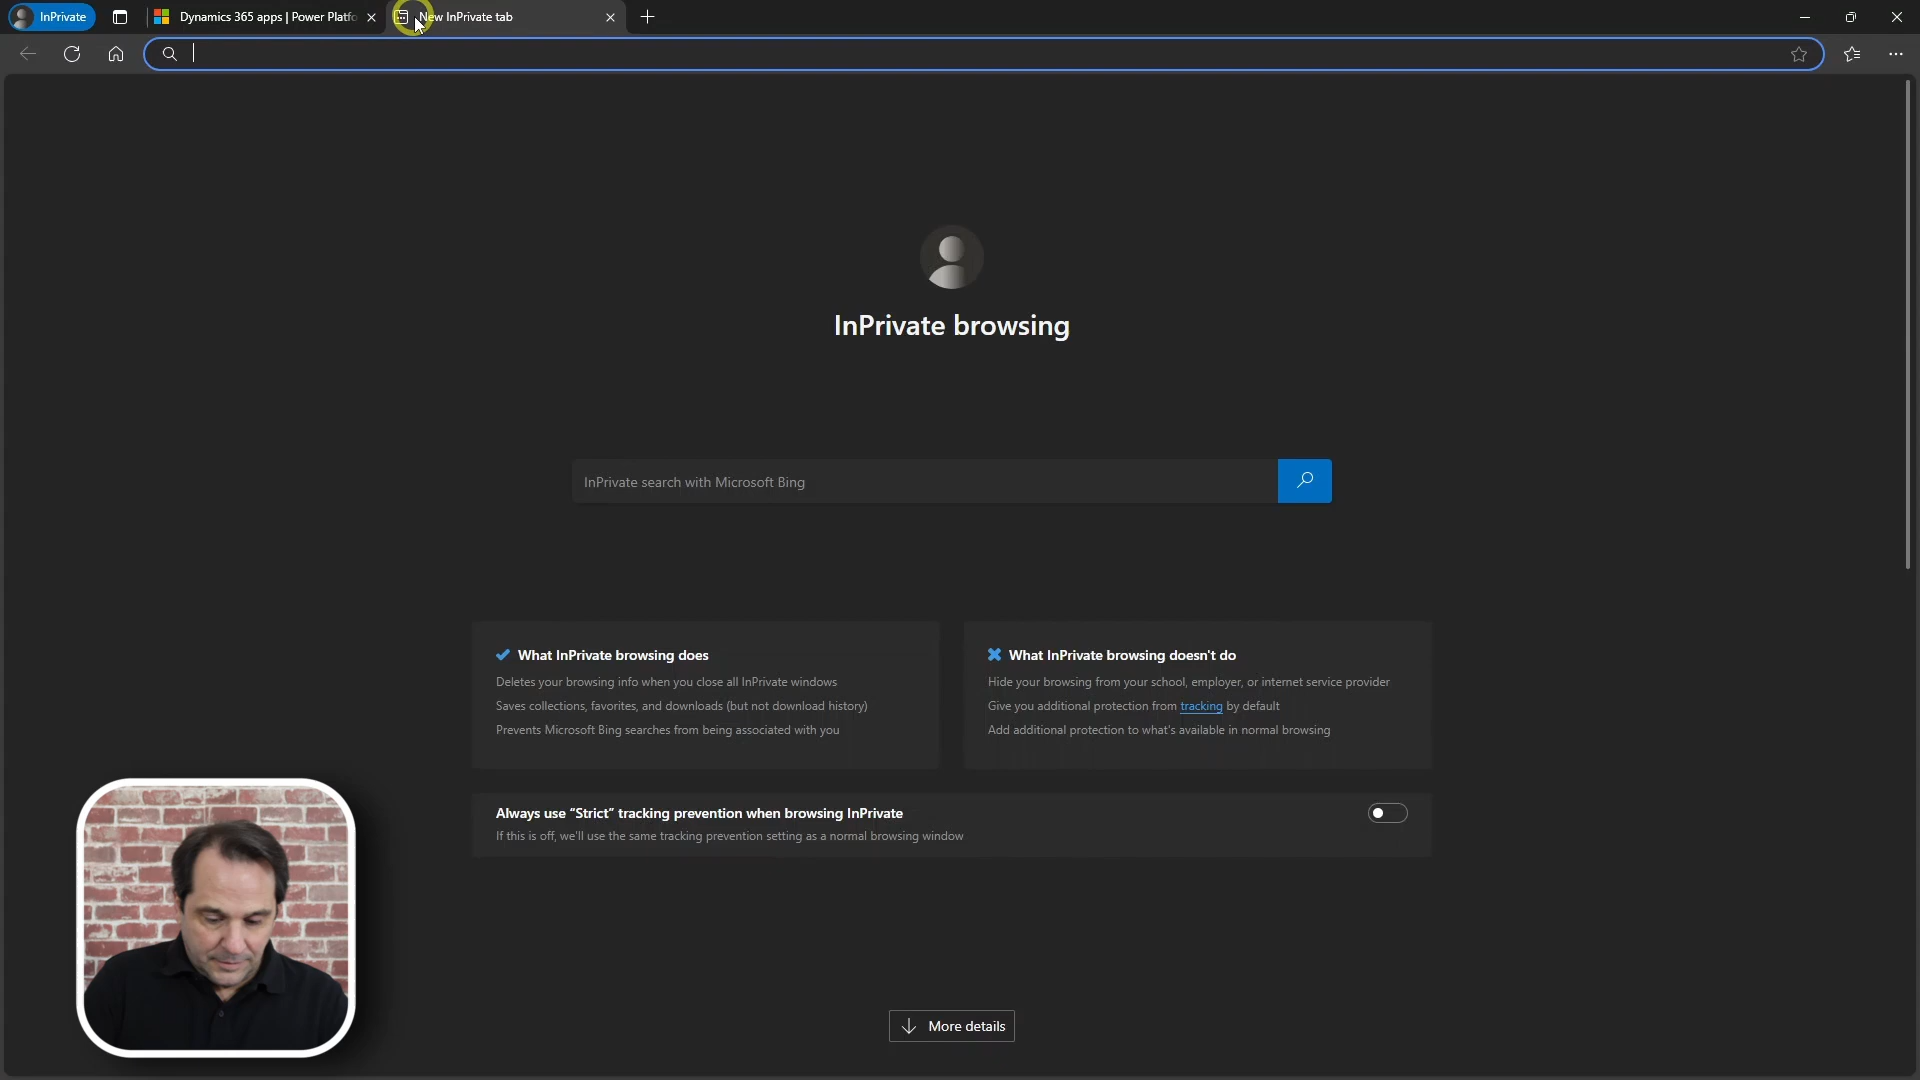 InPrivate
Dynamics 365 apps | Power Platfo
New InPrivate tab
InPrivate browsing
InPrivate search with Microsoft Bing
What InPrivate browsing does
Deletes your browsing info when you close all InPrivate windows
Saves collections, favorites, and downloads (but not download history)
Prevents Microsoft Bing searches from being associated with you
What InPrivate browsing doesn't do
Hide your browsing from your school, employer, or internet service provider
Give you additional protection from tracking by default
Add additional protection to what's available in normal browsing
Always use “Strict” tracking prevention when browsing InPrivate
If this is off, we'll use the same tracking prevention setting as a normal browsing window
More details